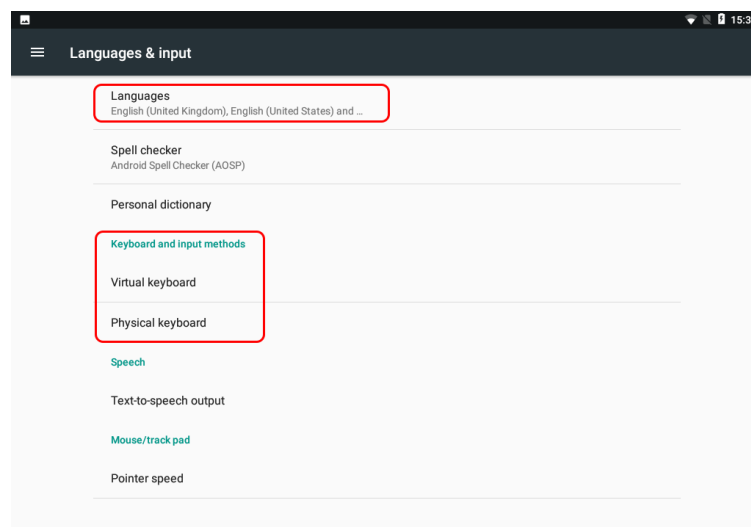 15:3
Languages & input
Languages
English (United Kingdom), English (United States) and ...
Spell checker
Android Spell Checker (AOSP)
Personal dictionary
Keyboard and input methods
Virtual keyboard
Physical keyboard
Speech
Text-to-speech output
Mouse/track pad
Pointer speed